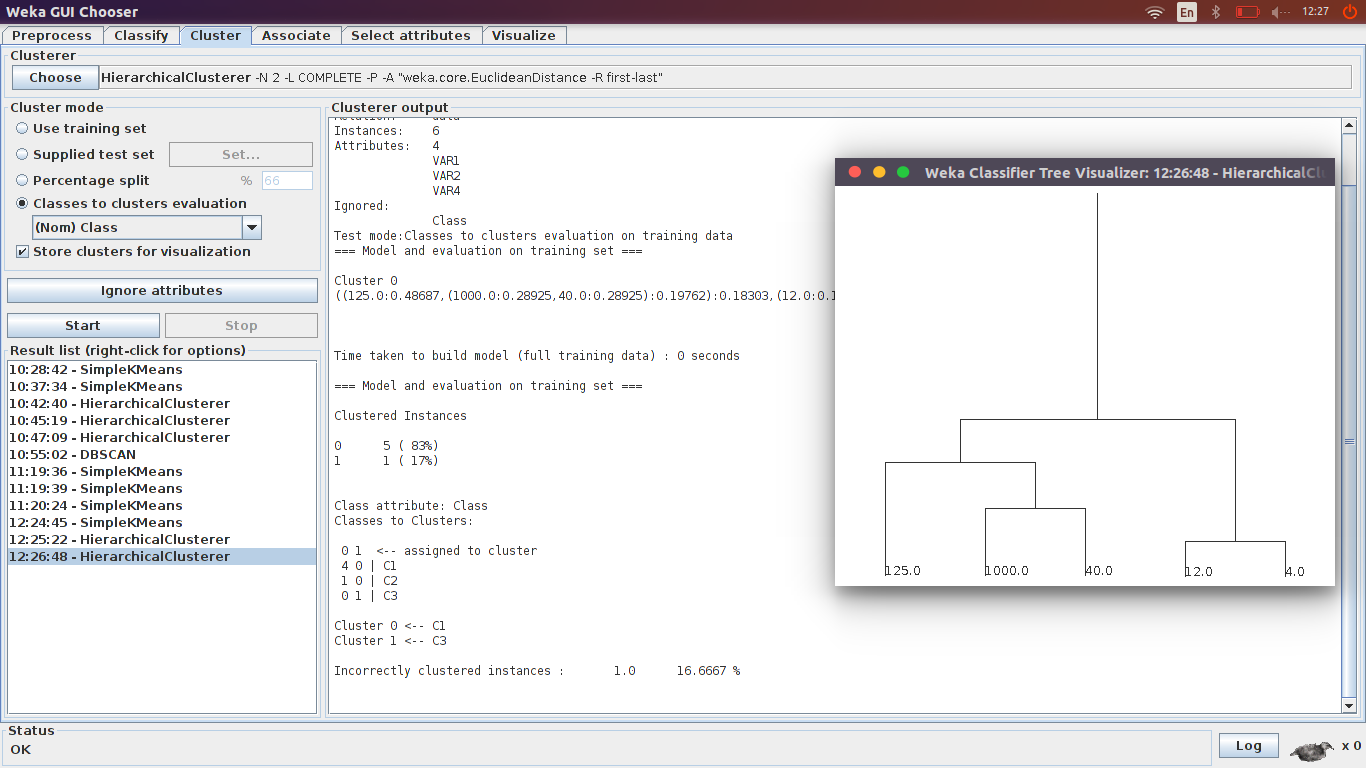 Weka GUI Chooser
En
12:27
Preprocess Classify Cluster Associate Select attributes Visualize
Clusterer
Choose HierarchicalClusterer -N 2 -L COMPLETE -P -A "weka.core.EuclideanDistance -R first-last"
Cluster mode
Use training set
Supplied test set Set...
Percentage split % 66
Classes to clusters evaluation
(Nom) Class
Store clusters for visualization
Ignore attributes
Start Stop
Result list (right-click for options)
10:28:42 - SimpleKMeans
10:37:34 - SimpleKMeans
10:42:40 - HierarchicalClusterer
10:45:19 - HierarchicalClusterer
10:47:09 - HierarchicalClusterer
10:55:02 - DBSCAN
11:19:36 - SimpleKMeans
11:19:39 - SimpleKMeans
11:20:24 - SimpleKMeans
12:24:45 - SimpleKMeans
12:25:22 - HierarchicalClusterer
12:26:48 - HierarchicalClusterer
Clusterer output
Instances: 6
Attributes: 4
VAR1
VAR2
VAR4
Ignored:
Class
Test mode:Classes to clusters evaluation on training data
=== Model and evaluation on training set ===
Cluster 0
((125.0:0.48687,(1000.0:0.28925,40.0:0.28925):0.19762):0.18303,(12.0:0.1
Time taken to build model (full training data) : 0 seconds
=== Model and evaluation on training set ===
Clustered Instances
0 5 ( 83%)
1 1 ( 17%)
Class attribute: Class
Classes to Clusters:
0 1 <-- assigned to cluster
4 0 | C1
1 0 | C2
0 1 | C3
Cluster 0 <-- C1
Cluster 1 <-- C3
Incorrectly clustered instances : 1.0 16.6667 %
Weka Classifier Tree Visualizer: 12:26:48 - HierarchicalCl
125.0 1000.0 40.0 12.0 4.0
Status
OK
Log
x 0